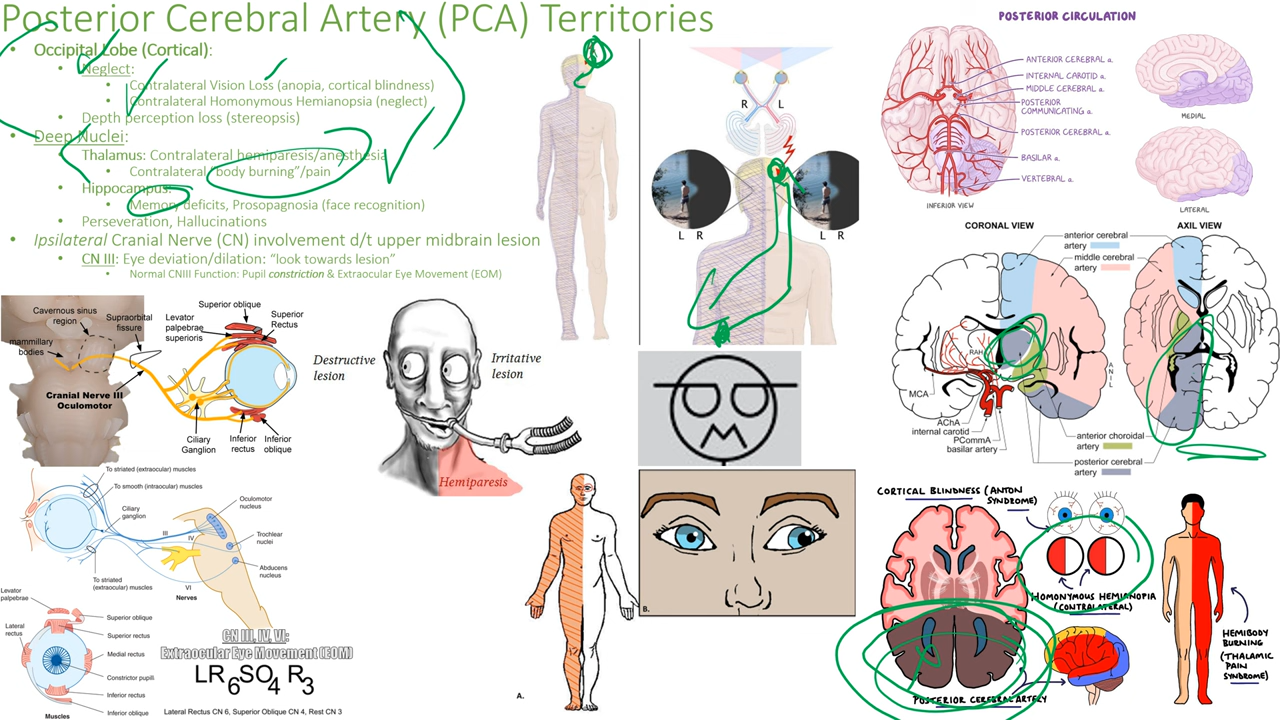 Posterior Cerebral Artery (PCA) Territories
• Occipital Lobe (Cortical):
• Neglect:
• Contralateral Vision Loss (anopia, cortical blindness)
• Contralateral Homonymous Hemianopsia (neglect)
• Depth perception loss (stereopsis)
• Deep Nuclei:
Thalamus: Contralateral hemiparesis/anesthesia
• Contralateral "body burning"/pain
• Hippocampus:
• Memory deficits, Prosopagnosia (face recognition)
• Perseveration, Hallucinations
• Ipsilateral Cranial Nerve (CN) involvement d/t upper midbrain lesion
• CN III: Eye deviation/dilation: "look towards lesion"
• Normal CNIII Function: Pupil constriction & Extraocular Eye Movement (EOM)
Cavernous sinus
region
Supraorbital
fissure
mammillary
bodies
Superior oblique
Levator
palpebrae
superioris
Superior
Rectus
Cranial Nerve III
Oculomotor
Ciliary
Ganglion
Inferior
rectus
Inferior
oblique
Destructive
lesion
Irritative
lesion
Hemiparesis
To striated (extraocular) muscles
To smooth (intraocular) muscles
Ciliary
ganglion
III
IV
VI
Oculomotor
nucleus
Trochlear
nuclei
Abducens
nucleus
To striated
(extraocular) muscles
Nerves
Levator
palpebrae
Lateral
rectus
Superior oblique
Superior rectus
Medial rectus
Constrictor pupili
Inferior rectus
Inferior oblique
Muscles
CN III, IV, VI:
Extraocular Eye Movement (EOM)
LR6SO4 R3
Lateral Rectus CN 6, Superior Oblique CN 4, Rest CN 3
A.
R L
L R
L R
B.
POSTERIOR CIRCULATION
ANTERIOR CEREBRAL a.
INTERNAL CAROTID a.
MIDDLE CEREBRAL a.
POSTERIOR
COMMUNICATING a.
POSTERIOR CEREBRAL a.
BASILAR a.
VERTEBRAL a.
INFERIOR VIEW
MEDIAL
LATERAL
CORONAL VIEW
AXIL VIEW
anterior cerebral
artery
middle cerebral
artery
RAH
MCA
AChA
internal carotid
PCommA
basilar artery
anterior choroidal
artery
posterior cerebral
artery
ANIL
CORTICAL BLINDNESS (ANTON
SYNDROME)
HOMONYMOUS HEMIANOPIA
(CONTRALATERAL)
POSTERIOR CEREBRAL ARTERY
HEMIBODY
BURNING
(THALAMIC
PAIN
SYNDROME)